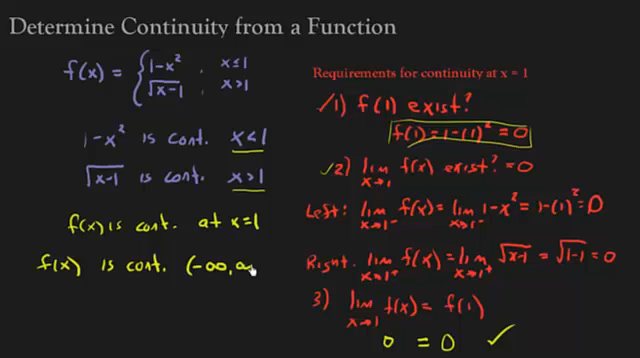 Determine Continuity from a Function
f(x) = { 1-x² ; x≤1
√x-1 ; x>1
1-x² is cont. x<1
√x-1 is cont. x>1
f(x) is cont. at x=1
f(x) is cont. (-∞, ∞
Requirements for continuity at x = 1
✓1) f(1) exist?
f(1)=1-(1)²=0
✓2) lim f(x) exist? =0
x→1
Left: lim f(x)= lim 1-x² = 1-(1)²=0
x→1⁻ x→1⁻
Right. lim f(x)= lim √x-1 = √1-1 =0
x→1⁺ x→1⁺
3) lim f(x) = f(1)
x→1
0 = 0 ✓